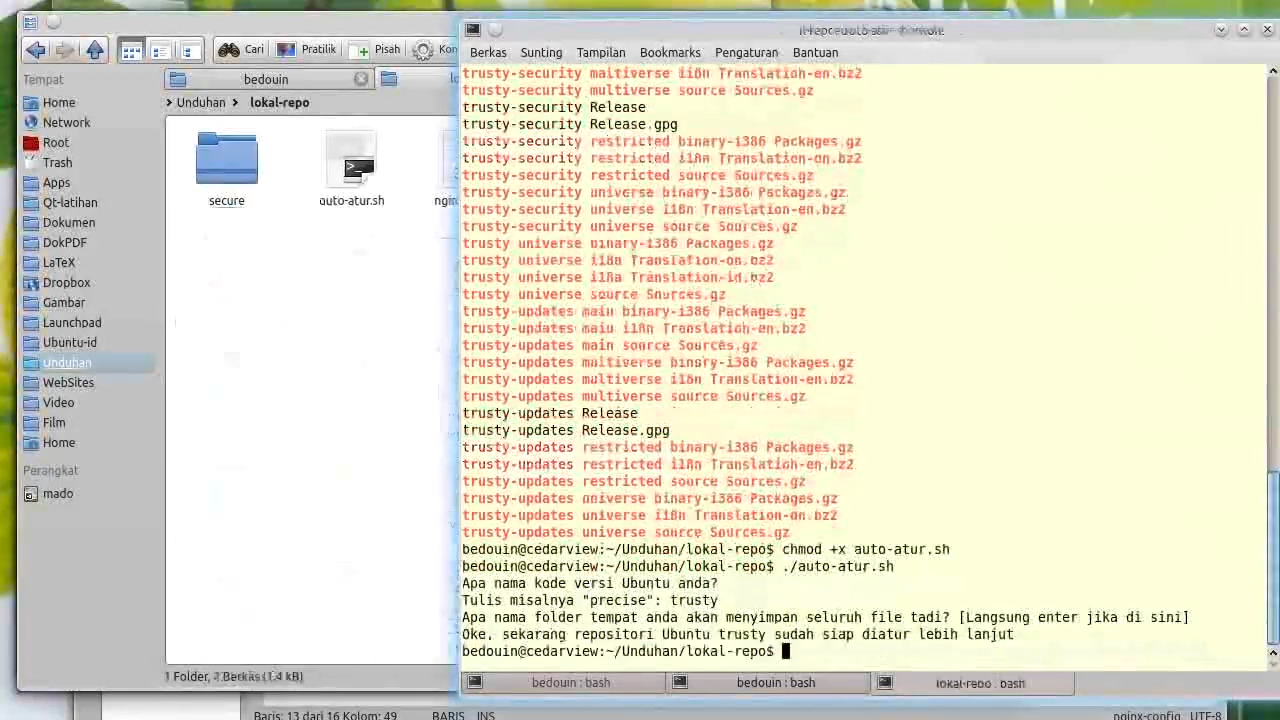 Cari
Pratilik
Pisah
Tempat
Home
Network
Root
Trash
Apps
Qt-latihan
Dokumen
DokPDF
LaTeX
Dropbox
Gambar
Launchpad
Ubuntu-id
Unduhan
WebSites
Video
Film
Home
Perangkat
mado
bedouin
Unduhan
lokal-repo
secure
auto-atur.sh
Berkas Sunting Tampilan Bookmarks Pengaturan Bantuan
trusty-security multiverse i18n Translation-en.bz2
trusty-security multiverse source Sources.gz
trusty-security Release
trusty-security Release.gpg
trusty-security restricted binary-i386 Packages.gz
trusty-security restricted i18n Translation-en.bz2
trusty-security restricted source Sources.gz
trusty-security universe binary-i386 Packages.gz
trusty-security universe i18n Translation-en.bz2
trusty-security universe source Sources.gz
trusty universe binary-i386 Packages.gz
trusty universe i18n Translation-en.bz2
trusty universe i18n Translation-id.bz2
trusty universe source Sources.gz
trusty-updates main binary-i386 Packages.gz
trusty-updates main i18n Translation-en.bz2
trusty-updates main source Sources.gz
trusty-updates multiverse binary-i386 Packages.gz
trusty-updates multiverse i18n Translation-en.bz2
trusty-updates multiverse source Sources.gz
trusty-updates Release
trusty-updates Release.gpg
trusty-updates restricted binary-i386 Packages.gz
trusty-updates restricted i18n Translation-en.bz2
trusty-updates restricted source Sources.gz
trusty-updates universe binary-i386 Packages.gz
trusty-updates universe i18n Translation-en.bz2
trusty-updates universe source Sources.gz
bedouin@cedarview:~/Unduhan/lokal-repo$ chmod +x auto-atur.sh
bedouin@cedarview:~/Unduhan/lokal-repo$ ./auto-atur.sh
Apa nama kode versi Ubuntu anda?
Tulis misalnya "precise": trusty
Apa nama folder tempat anda akan menyimpan seluruh file tadi? [Langsung enter jika di sini]
Oke, sekarang repositori Ubuntu trusty sudah siap diatur lebih lanjut
bedouin@cedarview:~/Unduhan/lokal-repo$
bedouin : bash
bedouin : bash
lokal-repo : bash
1 Folder,
Baris: 13 dari 16 Kolom: 49 BARIS INS nginx-config UTF-8